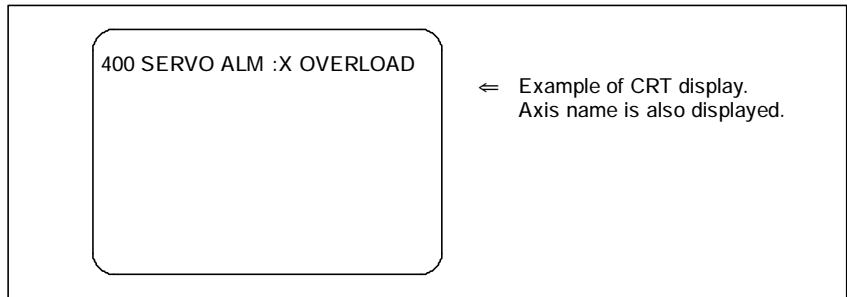 400 SERVO ALM :X OVERLOAD
⇐ Example of CRT display.
Axis name is also displayed.